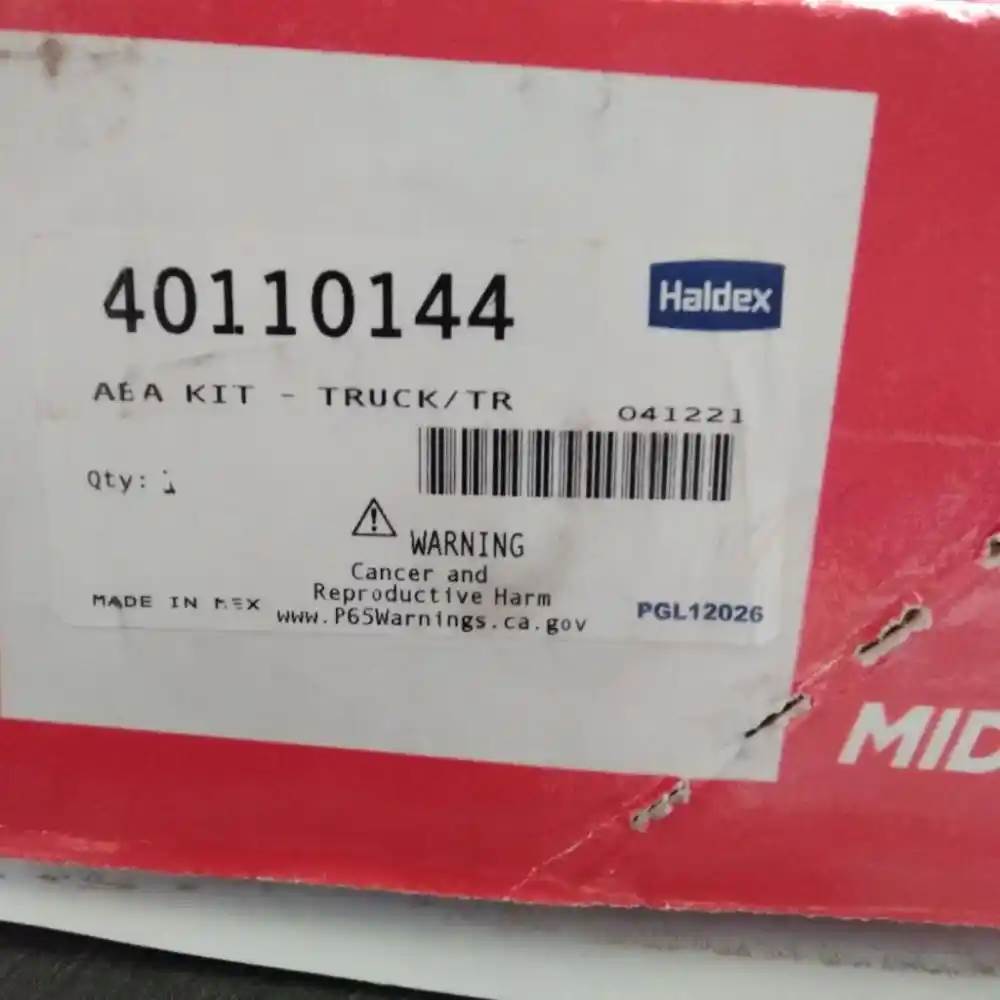 40110144
Haldex
ABA KIT - TRUCK/TR
041221
Qty: 1
WARNING
Cancer and
Reproductive Harm
www.P65Warnings.ca.gov
MADE IN MEX
PGL12026
MID